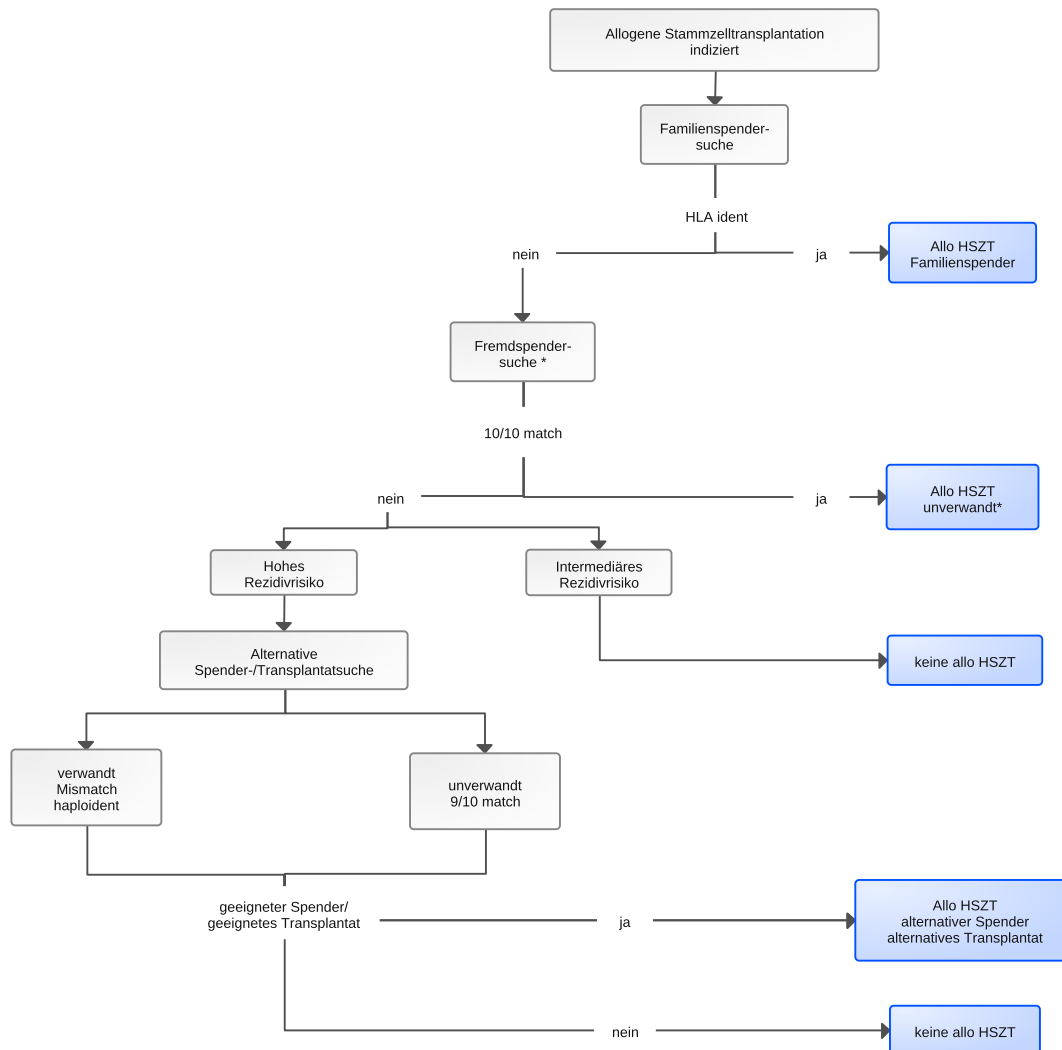 Allogene Stammzelltransplantation
indiziert
Familienspender-
suche
HLA ident
nein
ja
Allo HSZT
Familienspender
Fremdspender-
suche *
10/10 match
nein
ja
Allo HSZT
unverwandt*
Hohes
Rezidivrisiko
Intermediäres
Rezidivrisiko
Alternative
Spender-/Transplantatsuche
keine allo HSZT
verwandt
Mismatch
haploident
unverwandt
9/10 match
geeigneter Spender/
geeignetes Transplantat
ja
Allo HSZT
alternativer Spender
alternatives Transplantat
nein
keine allo HSZT